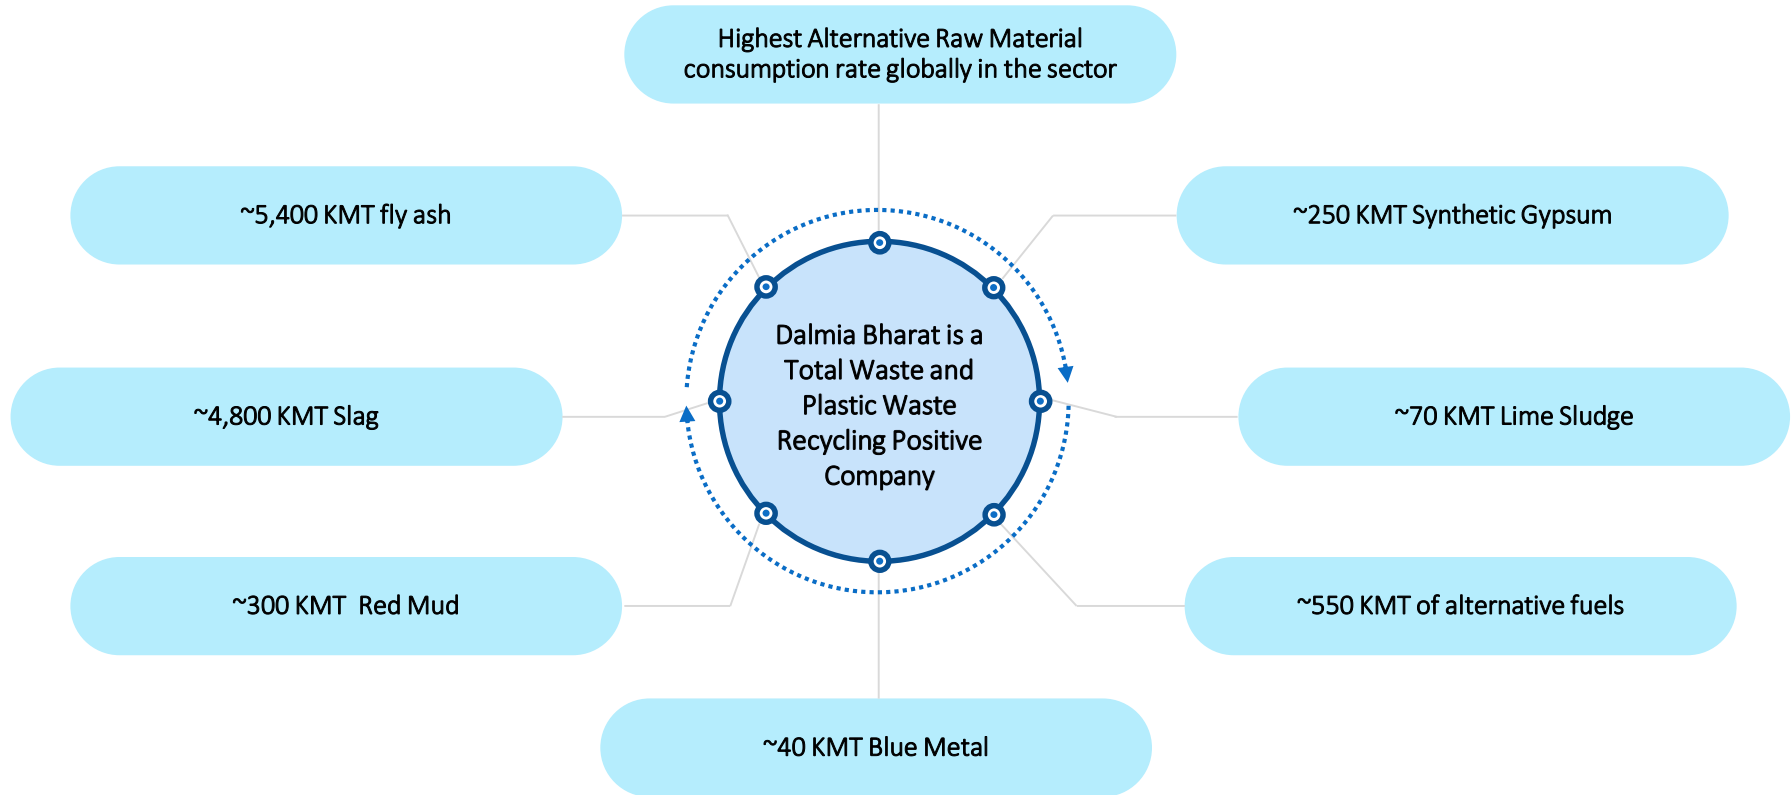 Highest Alternative Raw Material
consumption rate globally in the sector
~5,400 KMT fly ash
~250 KMT Synthetic Gypsum
Dalmia Bharat is a
Total Waste and
Plastic Waste
Recycling Positive
Company
~4,800 KMT Slag
~70 KMT Lime Sludge
~300 KMT  Red Mud
~550 KMT of alternative fuels
~40 KMT Blue Metal